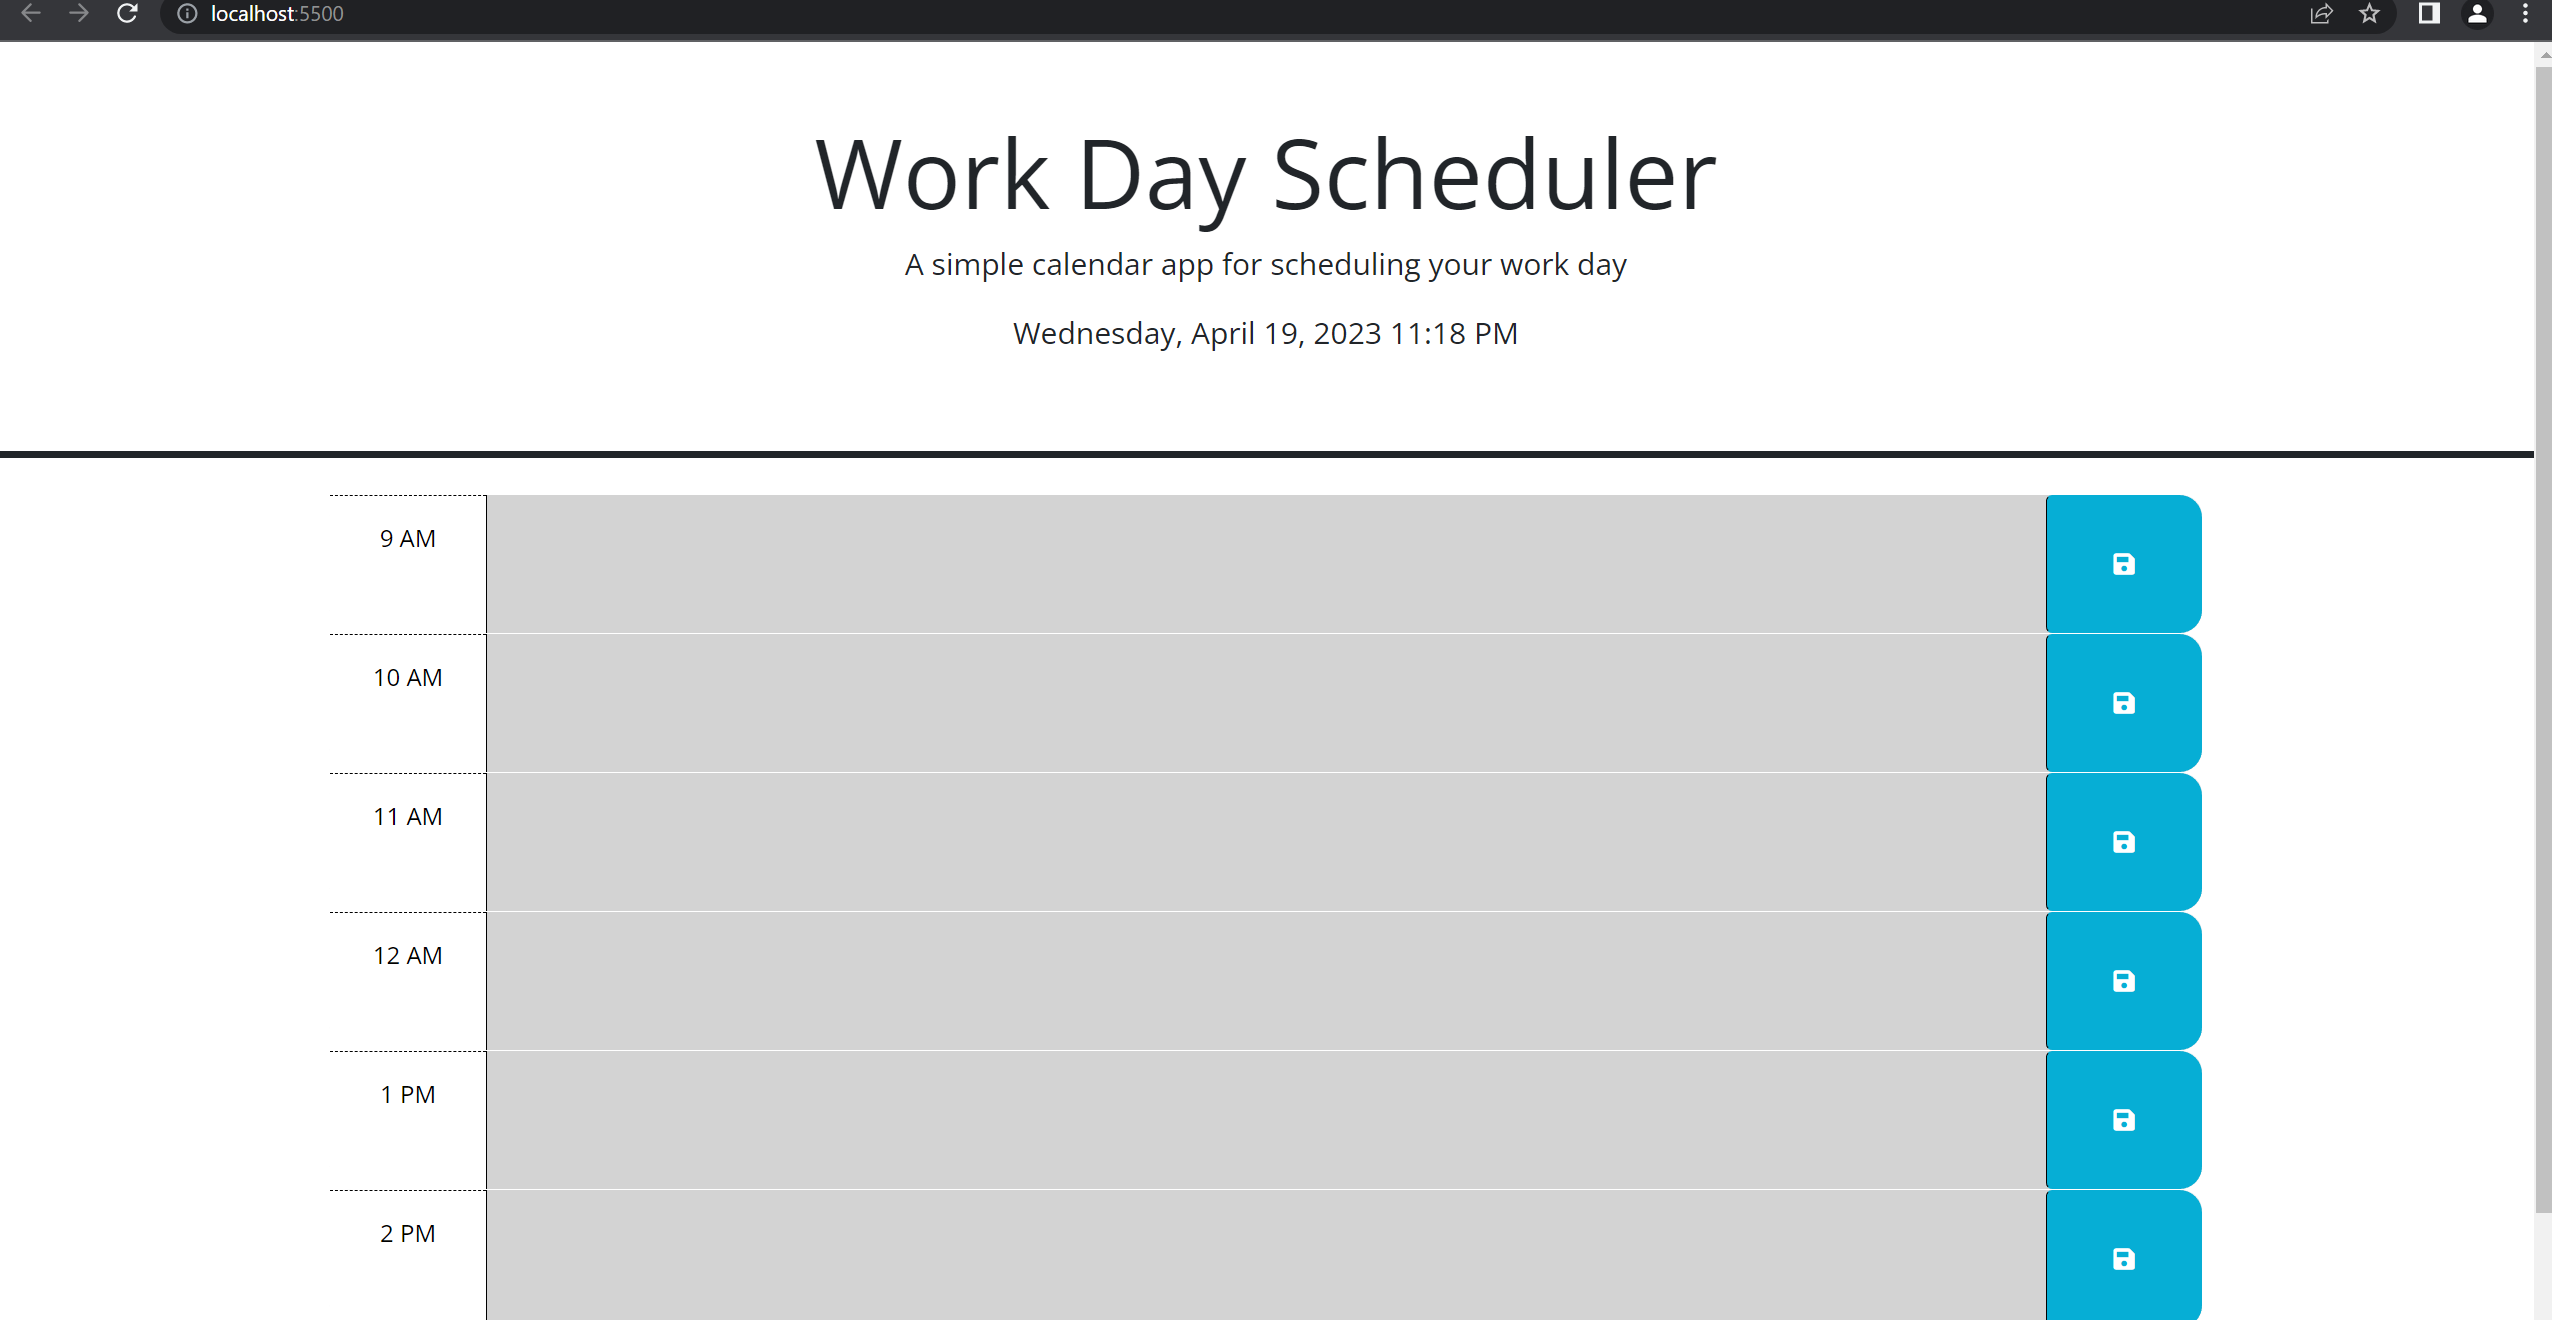 localhost:5500
Work Day Scheduler
A simple calendar app for scheduling your work day
Wednesday, April 19, 2023 11:18 PM
9 AM
10 AM
11 AM
12 AM
1 PM
2 PM